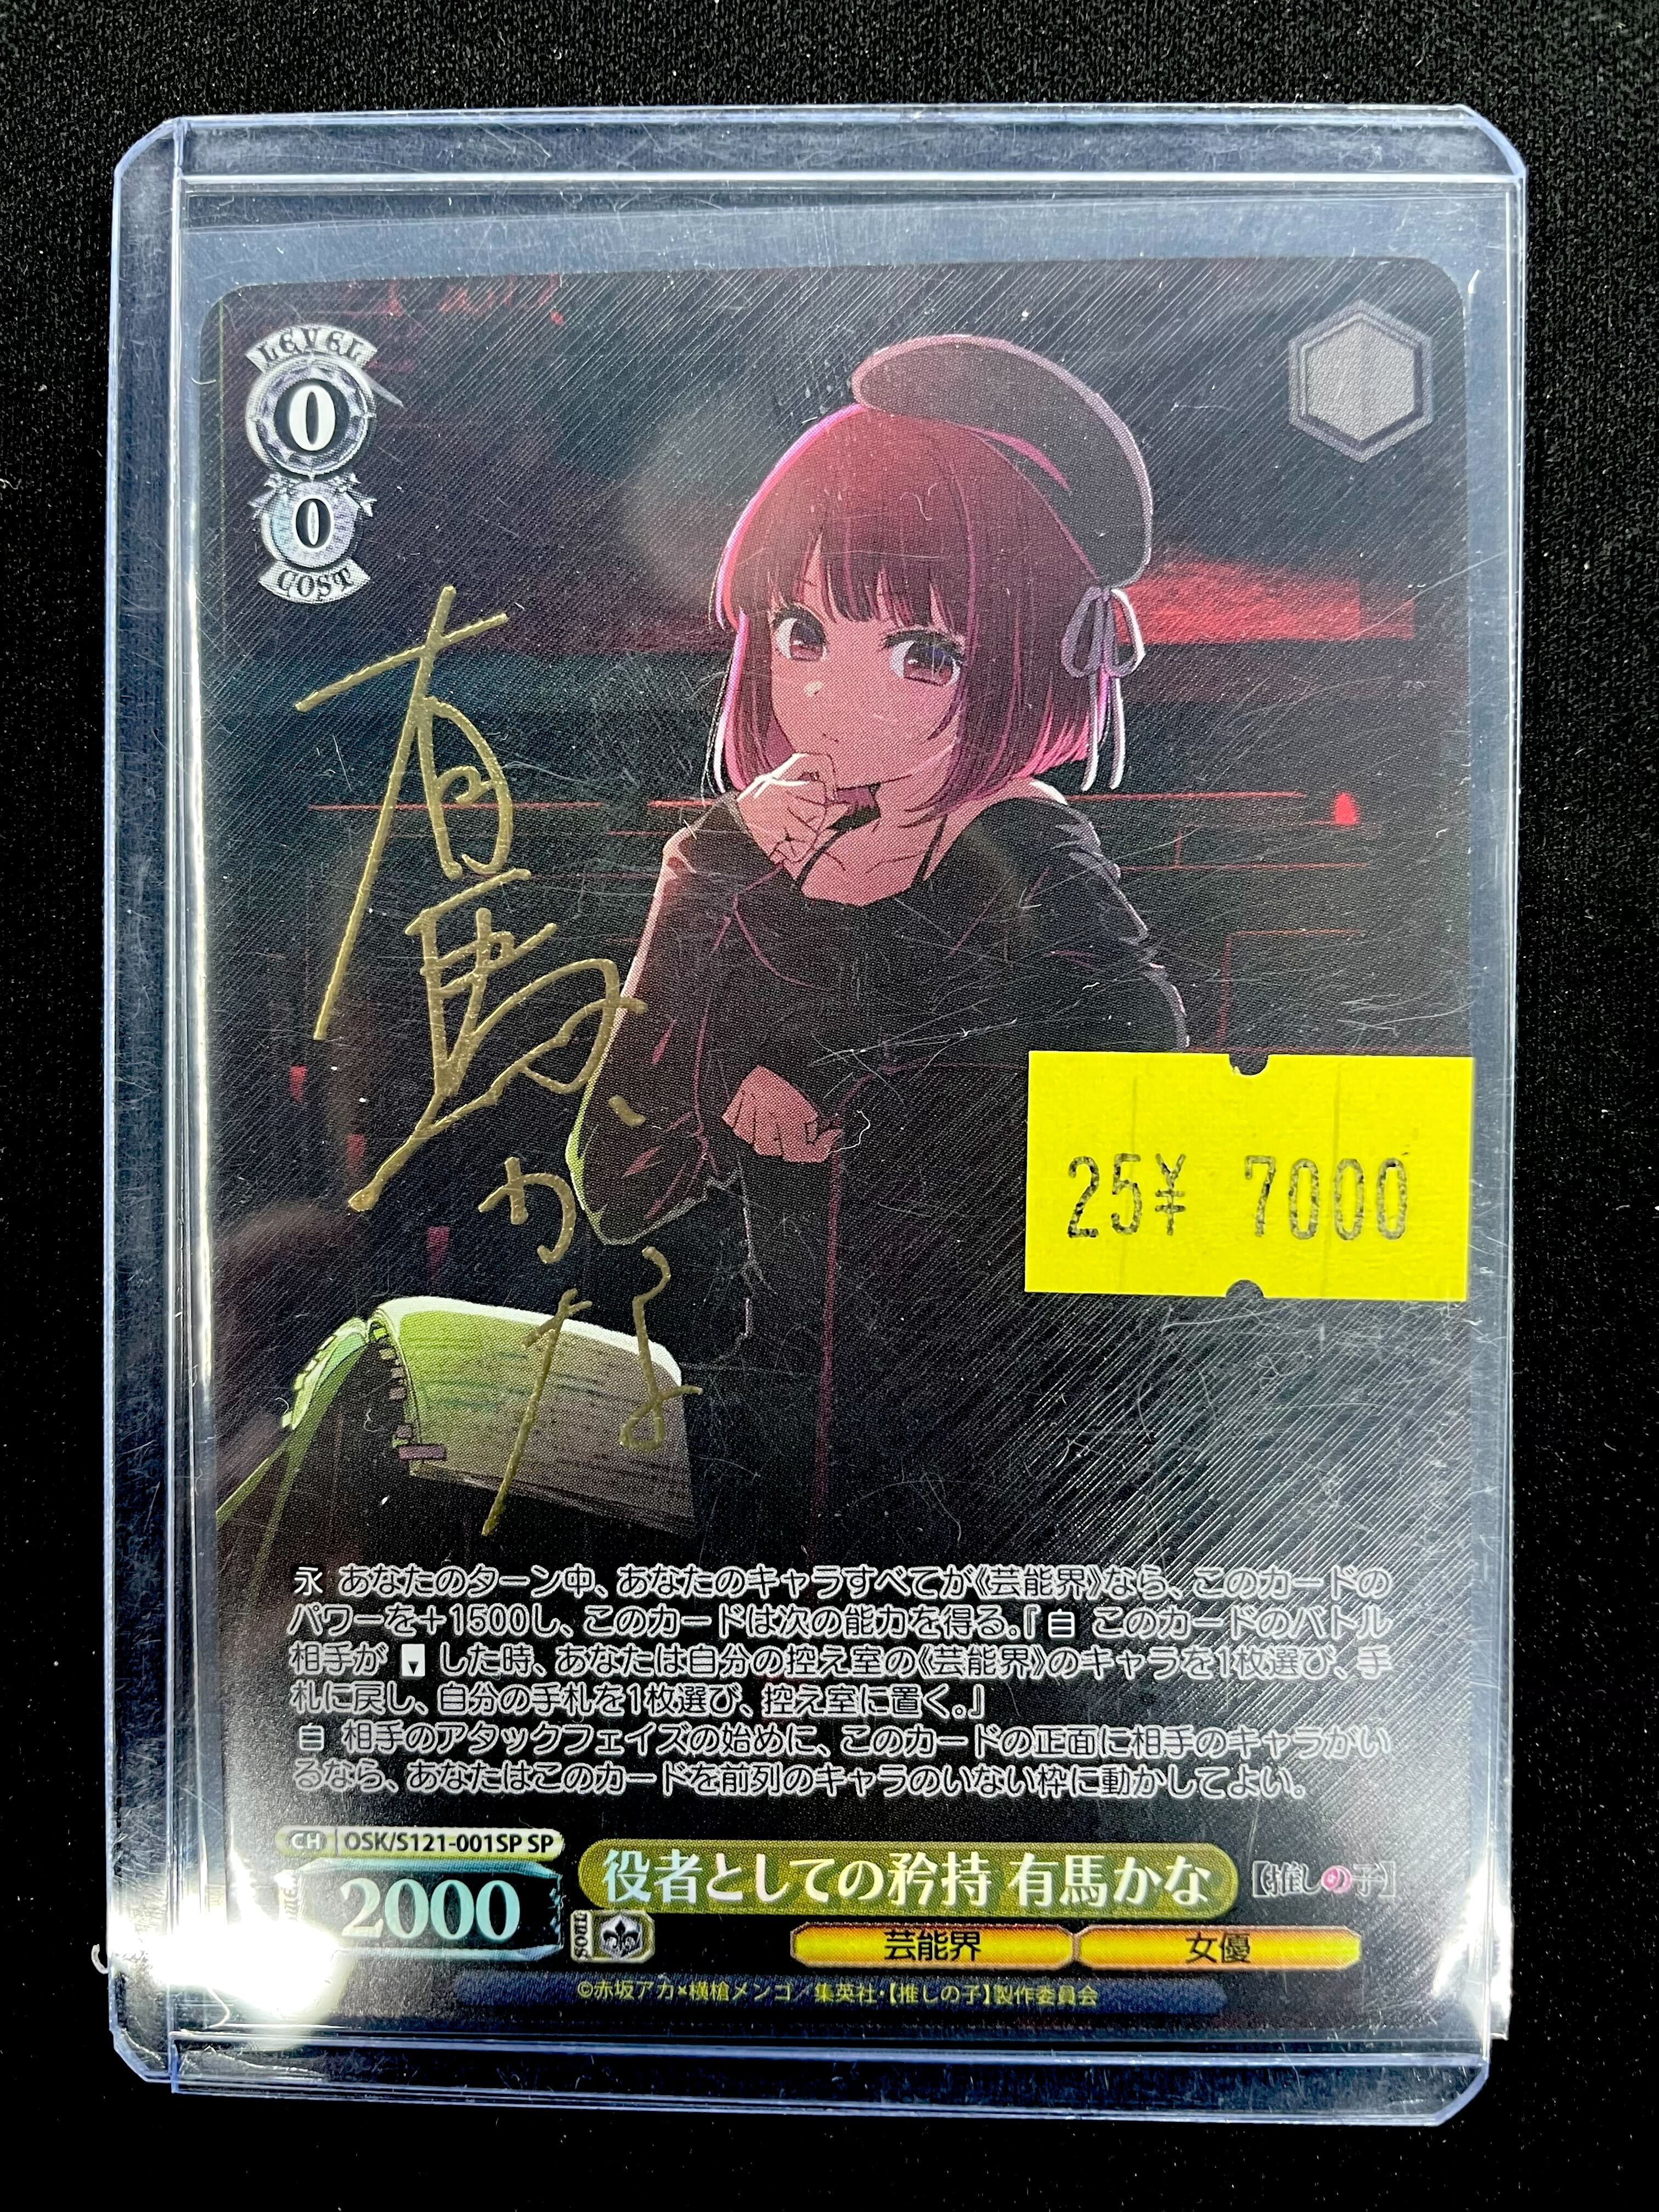 LEVEL
0
0
COST
有馬かな
25¥ 7000
永 あなたのターン中、あなたのキャラすべてが《芸能界》なら、このカードの
パワーを+1500し、このカードは次の能力を得る。『 自 このカードのバトル
相手が した時、あなたは自分の控え室の《芸能界》のキャラを1枚選び、手
札に戻し、自分の手札を1枚選び、控え室に置く。』
自 相手のアタックフェイズの始めに、このカードの正面に相手のキャラがい
るなら、あなたはこのカードを前列のキャラのいない枠に動かしてよい。
CH OSK/S121-001SP SP
2000
役者としての矜持 有馬かな
【推しの子】
SOUL
芸能界 女優
©赤坂アカ×横槍メンゴ/集英社・【推しの子】製作委員会